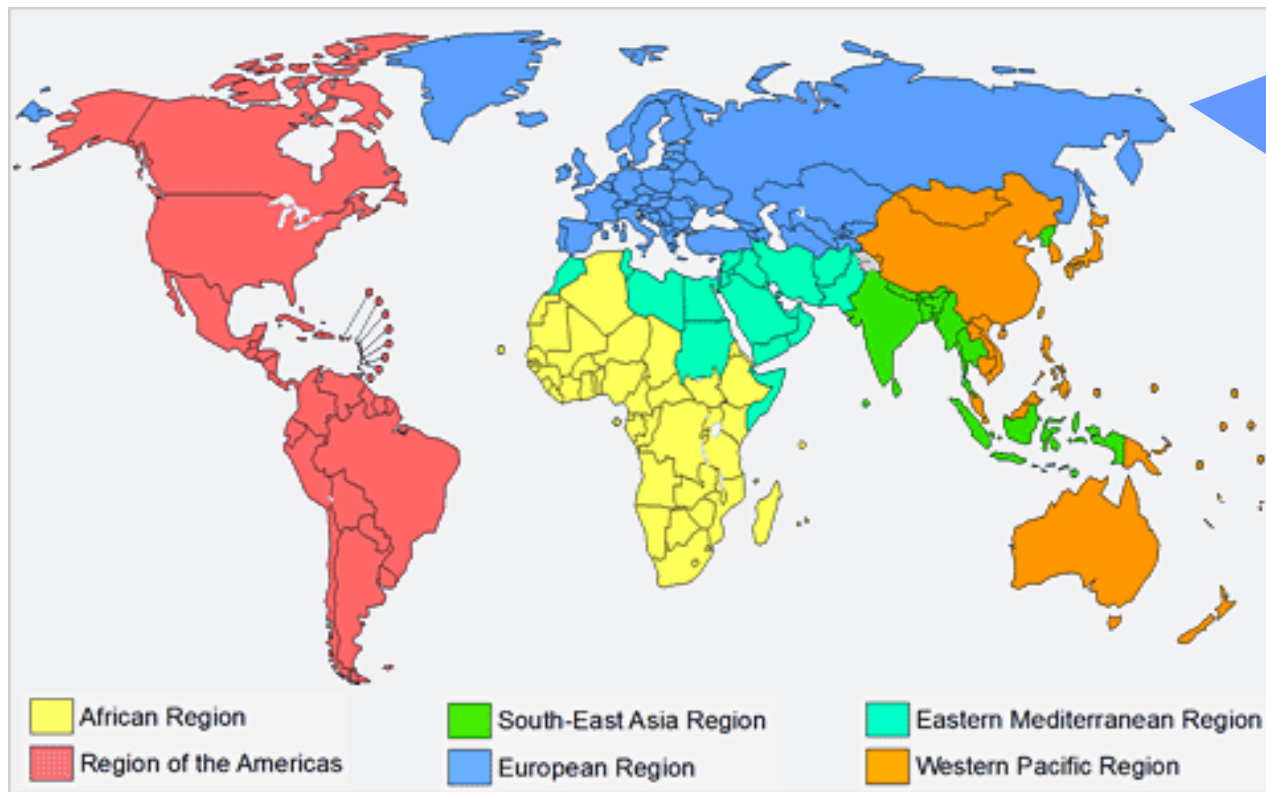 African Region
South-East Asia Region
Eastern Mediterranean Region
Region of the Americas
European Region
Western Pacific Region